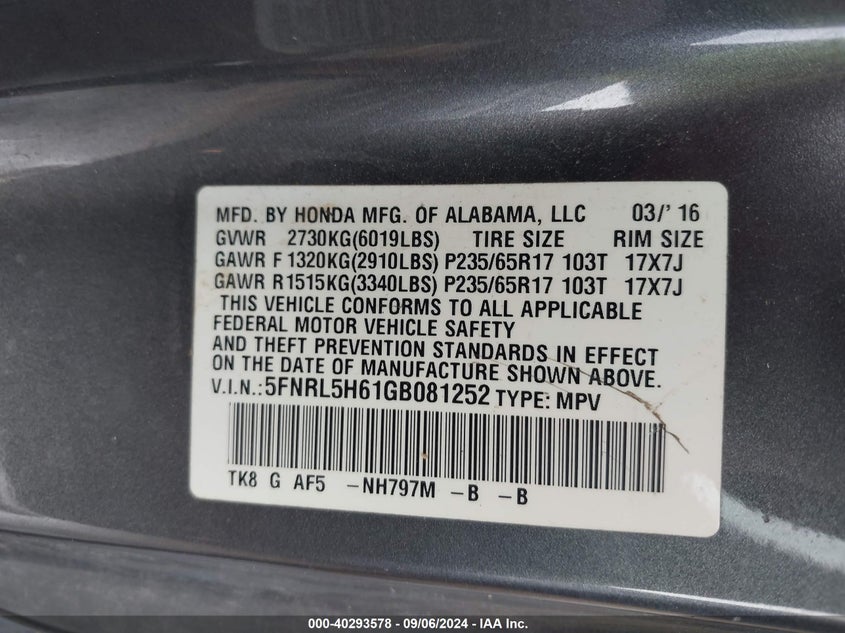 MFD. BY HONDA MFG. OF ALABAMA, LLC 03/'16
GVWR 2730KG(6019LBS) TIRE SIZE RIM SIZE
GAWR F 1320KG(2910LBS) P235/65R17 103T 17X7J
GAWR R1515KG(3340LBS) P235/65R17 103T 17X7J
THIS VEHICLE CONFORMS TO ALL APPLICABLE
FEDERAL MOTOR VEHICLE SAFETY
AND THEFT PREVENTION STANDARDS IN EFFECT
ON THE DATE OF MANUFACTURE SHOWN ABOVE.
V.I.N.:5FNRL5H61GB081252 TYPE: MPV
TK8 G AF5 -NH797M -B -B
000-40293578 - 09/06/2024 - IAA Inc.